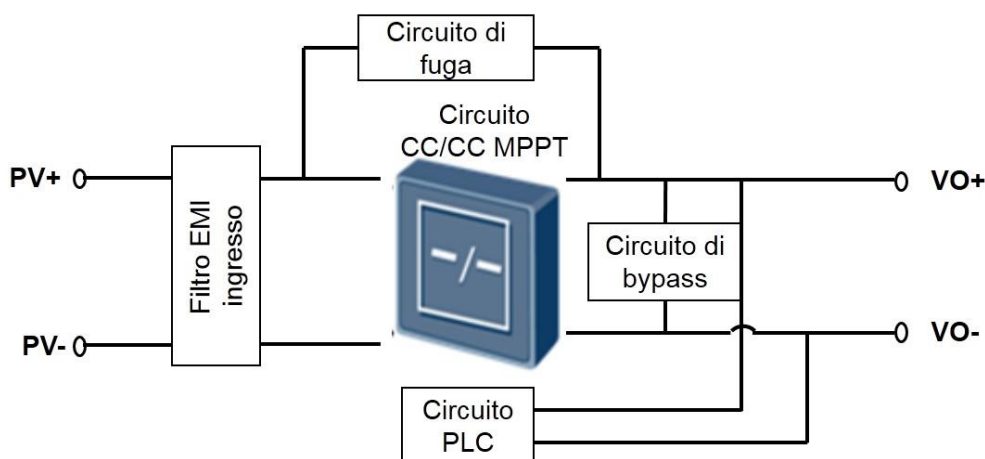 Circuito di
fuga
Circuito
CC/CC MPPT
PV+
VO+
Filtro EMI
ingresso
Circuito di
bypass
PV-
VO-
Circuito
PLC